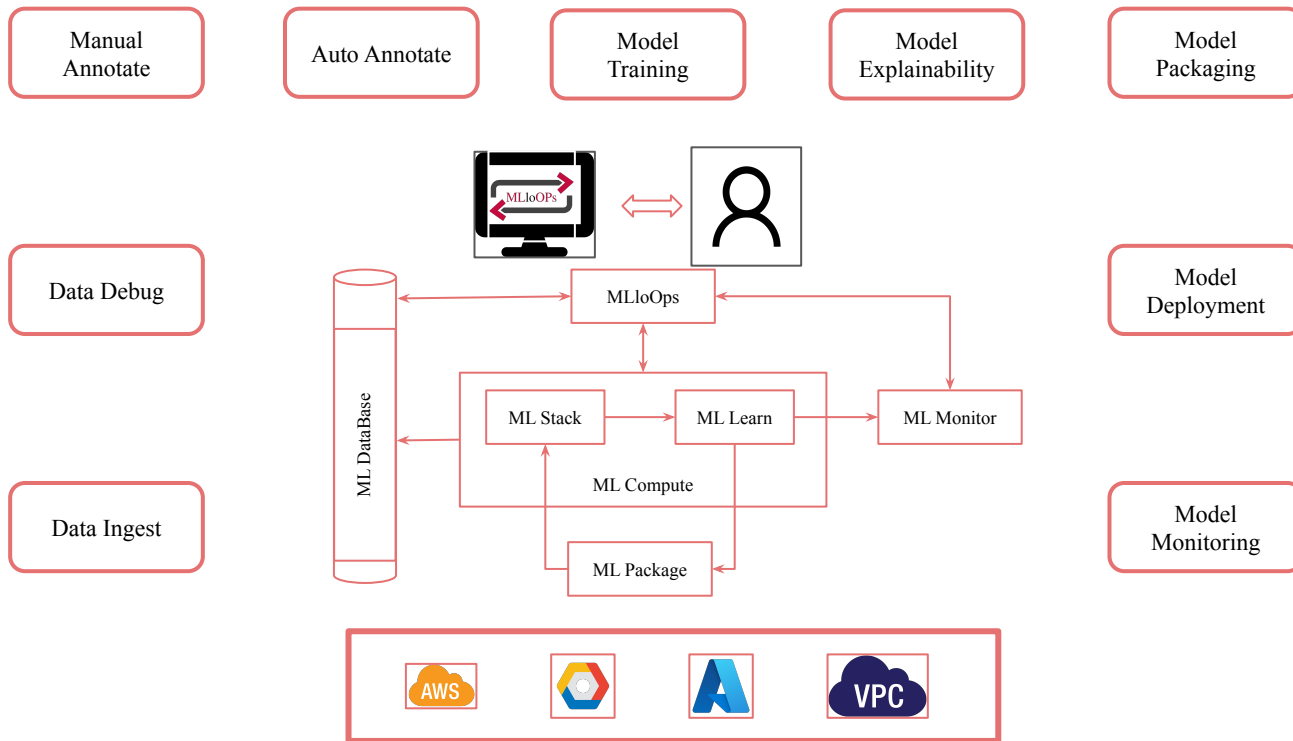 Manual
Annotate
Auto Annotate
Model
Training
Model
Explainability
Model
Packaging
MLloOPs
Data Debug
MLloOps
Model
Deployment
ML DataBase
ML Stack
ML Learn
ML Monitor
ML Compute
Data Ingest
Model
Monitoring
ML Package
AWS
VPC